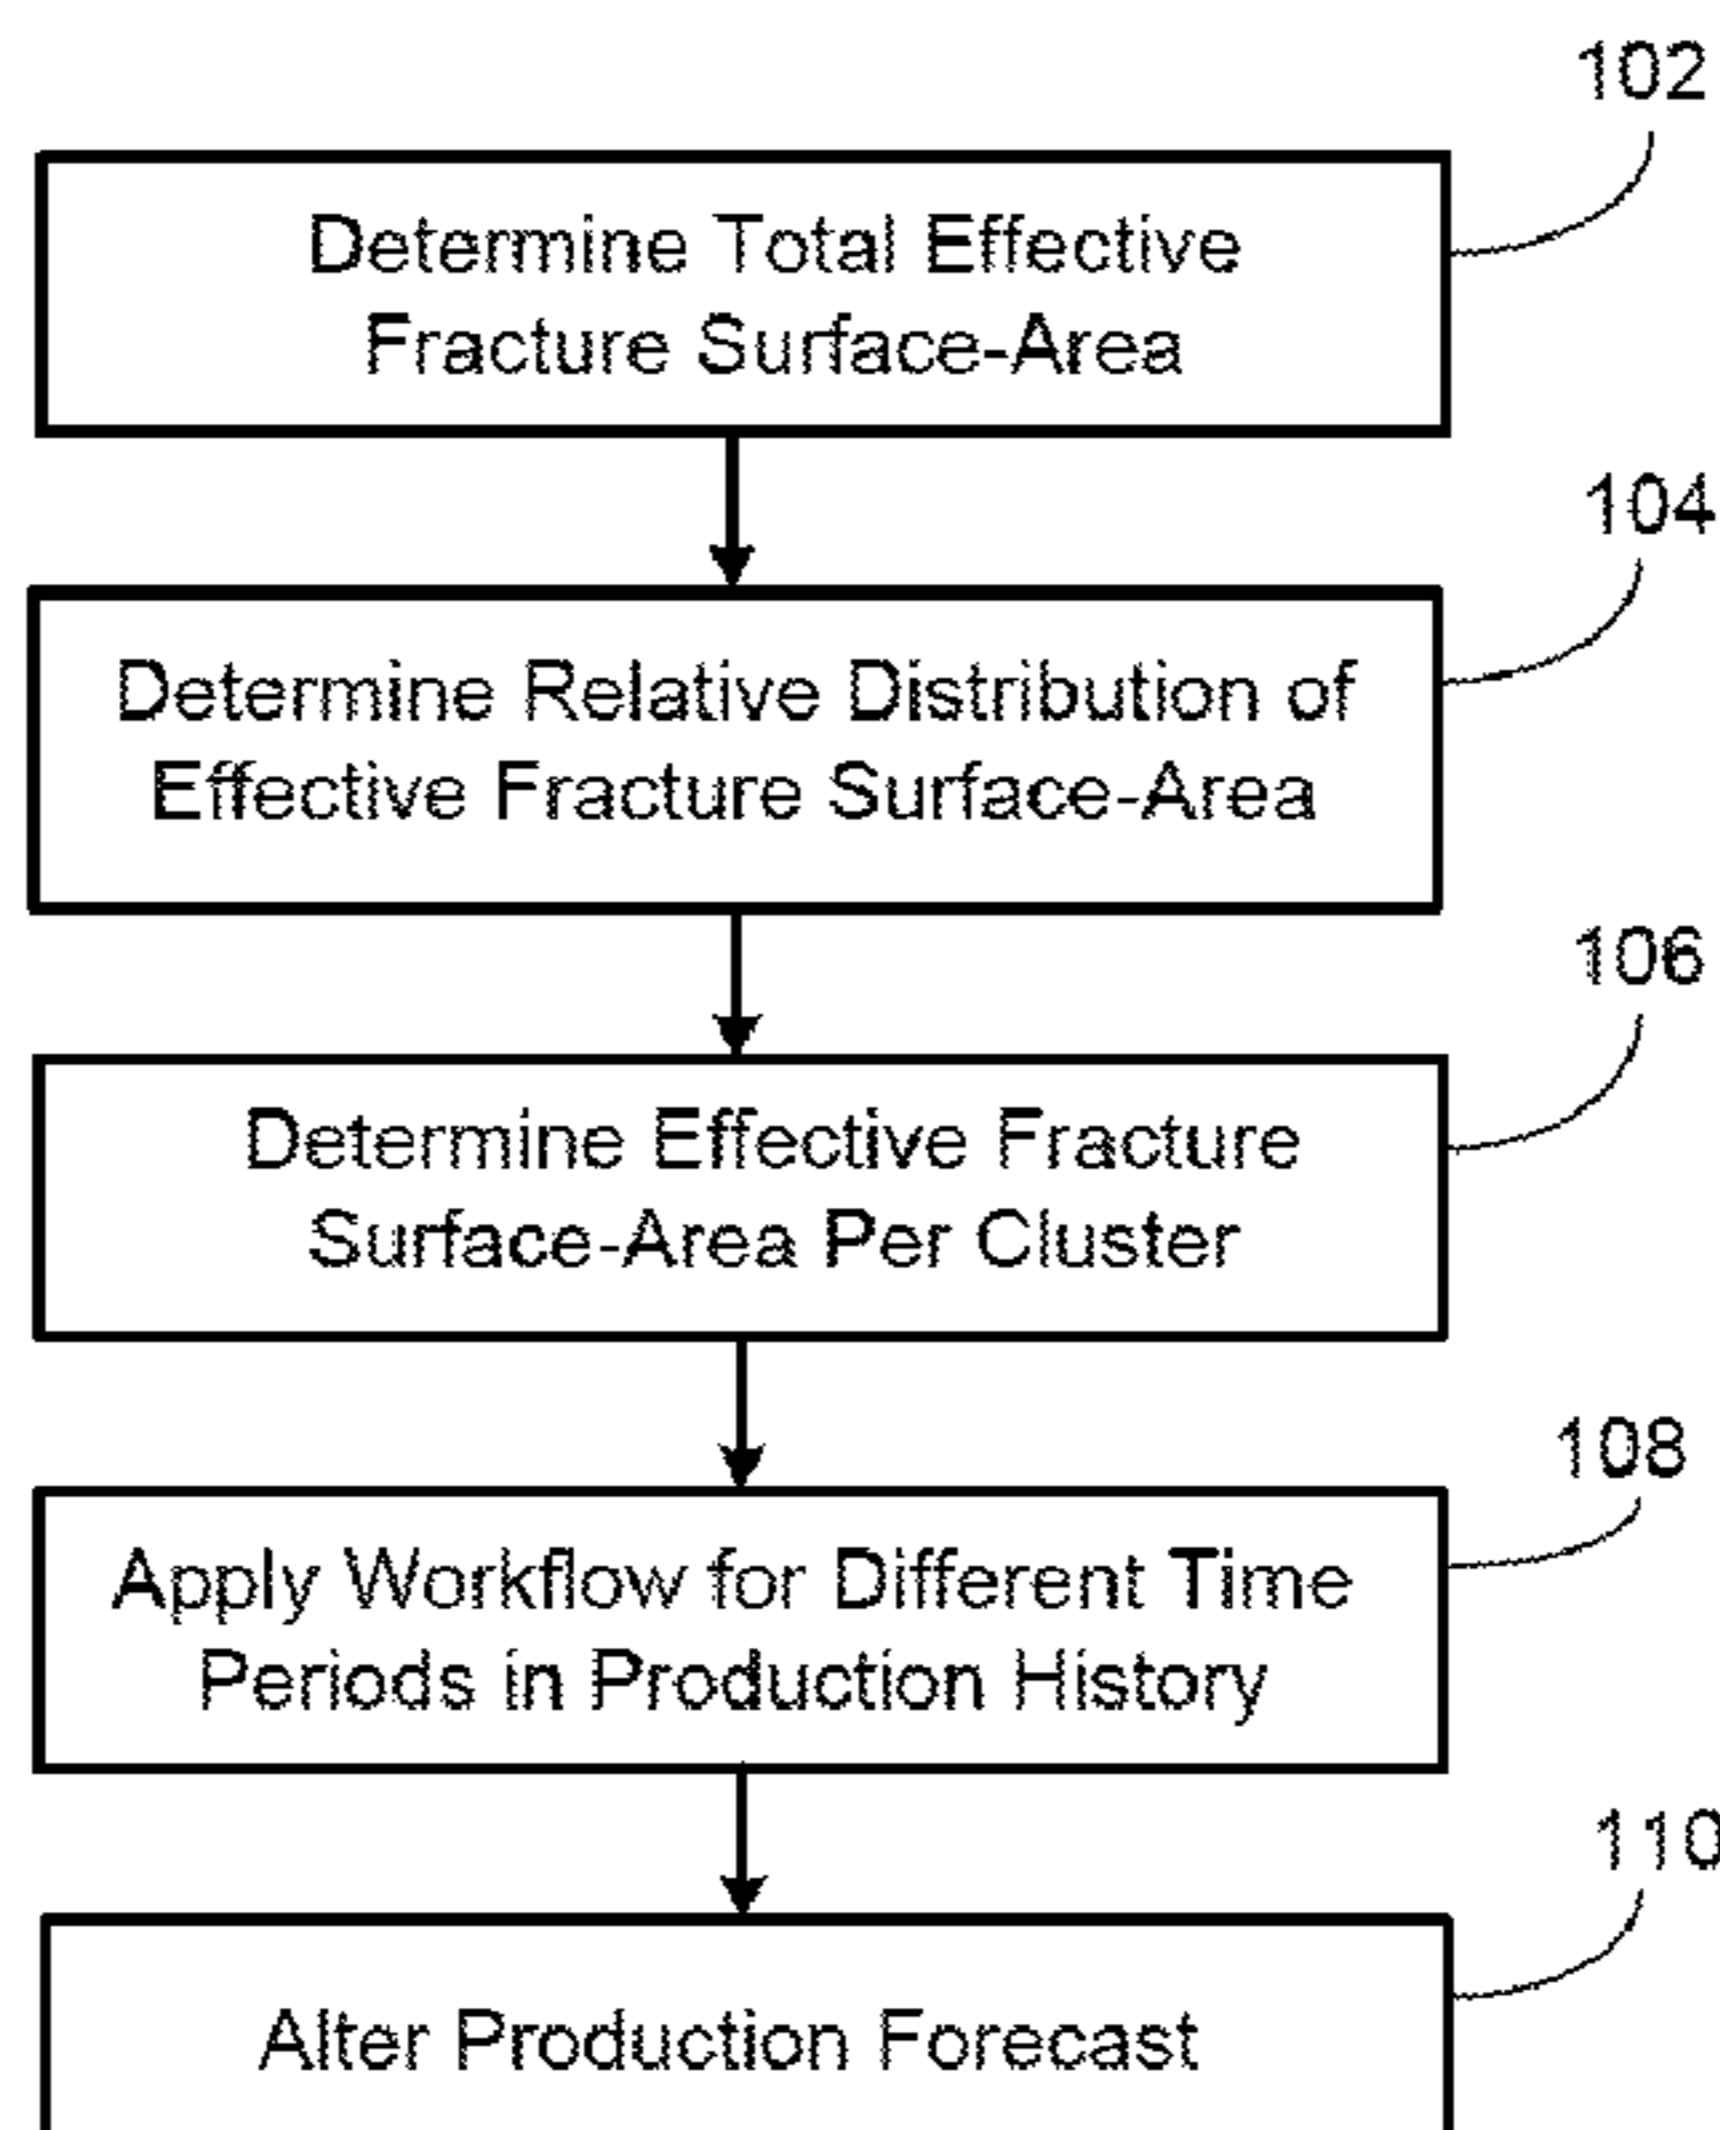 102
Determine Total Effective
Fracture Surface-Area
104
Determine Relative Distribution of
Effective Fracture Surface-Area
106
Determine Effective Fracture
Surface-Area Per Cluster
108
Apply Workflow for Different Time
Periods in Production History
110
Alter Production Forecast